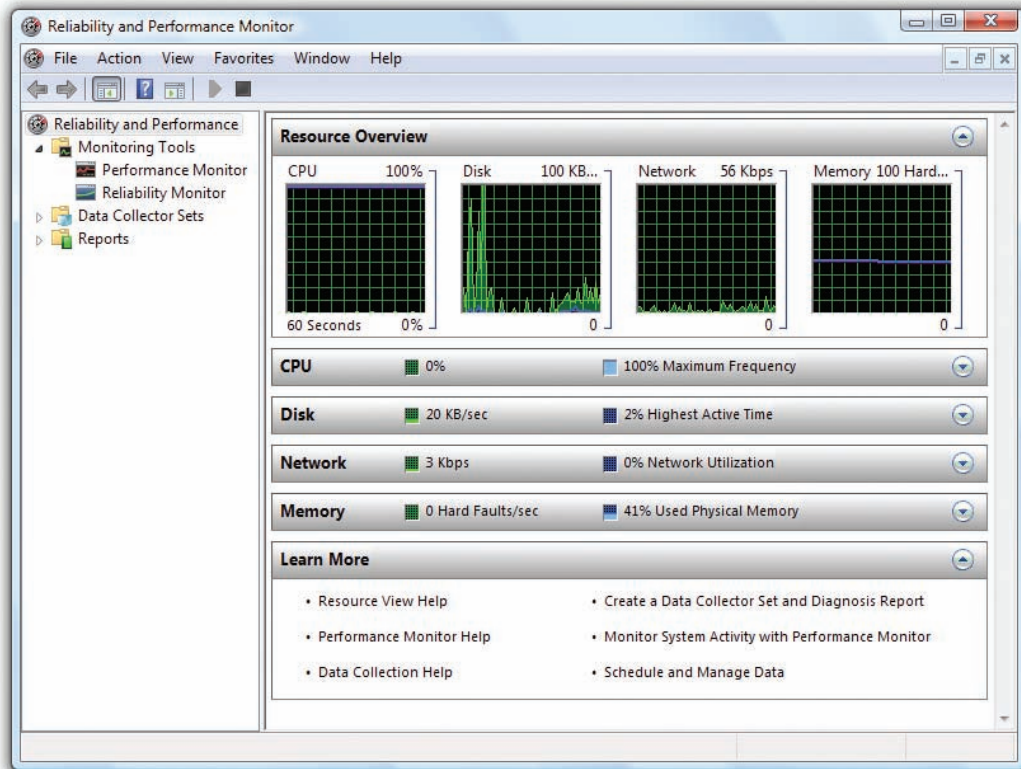 Reliability and Performance Monitor
File Action View Favorites Window Help
Reliability and Performance
Monitoring Tools
Performance Monitor
Reliability Monitor
Data Collector Sets
Reports
Resource Overview
CPU 100%
60 Seconds 0%
Disk 100 KB...
0
Network 56 Kbps
0
Memory 100 Hard...
0
CPU 0% 100% Maximum Frequency
Disk 20 KB/sec 2% Highest Active Time
Network 3 Kbps 0% Network Utilization
Memory 0 Hard Faults/sec 41% Used Physical Memory
Learn More
• Resource View Help
• Performance Monitor Help
• Data Collection Help
• Create a Data Collector Set and Diagnosis Report
• Monitor System Activity with Performance Monitor
• Schedule and Manage Data